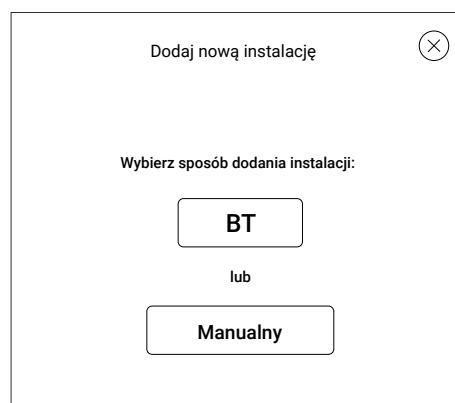 Dodaj nową instalację
Wybierz sposób dodania instalacji:
BT
lub
Manualny